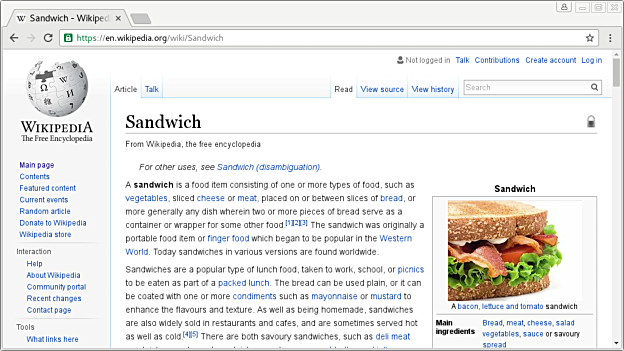 Sandwich - Wikiped
https://en.wikipedia.org/wiki/Sandwich
Not logged in Talk Contributions Create account Log in
Article Talk Read View source View history Search
WIKIPEDIA
The Free Encyclopedia
Main page
Contents
Featured content
Current events
Random article
Donate to Wikipedia
Wikipedia store
Interaction
Help
About Wikipedia
Community portal
Recent changes
Contact page
Tools
What links here
Sandwich
From Wikipedia, the free encyclopedia
For other uses, see Sandwich (disambiguation).
A sandwich is a food item consisting of one or more types of food, such as
vegetables, sliced cheese or meat, placed on or between slices of bread, or
more generally any dish wherein two or more pieces of bread serve as a
container or wrapper for some other food.[1][2][3] The sandwich was originally a
portable food item or finger food which began to be popular in the Western
World. Today sandwiches in various versions are found worldwide.
Sandwiches are a popular type of lunch food, taken to work, school, or picnics
to be eaten as part of a packed lunch. The bread can be used plain, or it can
be coated with one or more condiments such as mayonnaise or mustard to
enhance the flavours and texture. As well as being homemade, sandwiches
are also widely sold in restaurants and cafes, and are sometimes served hot
as well as cold.[4][5] There are both savoury sandwiches, such as deli meat
Sandwich
A bacon, lettuce and tomato sandwich
Main ingredients Bread, meat, cheese, salad
vegetables, sauce or savoury
spread